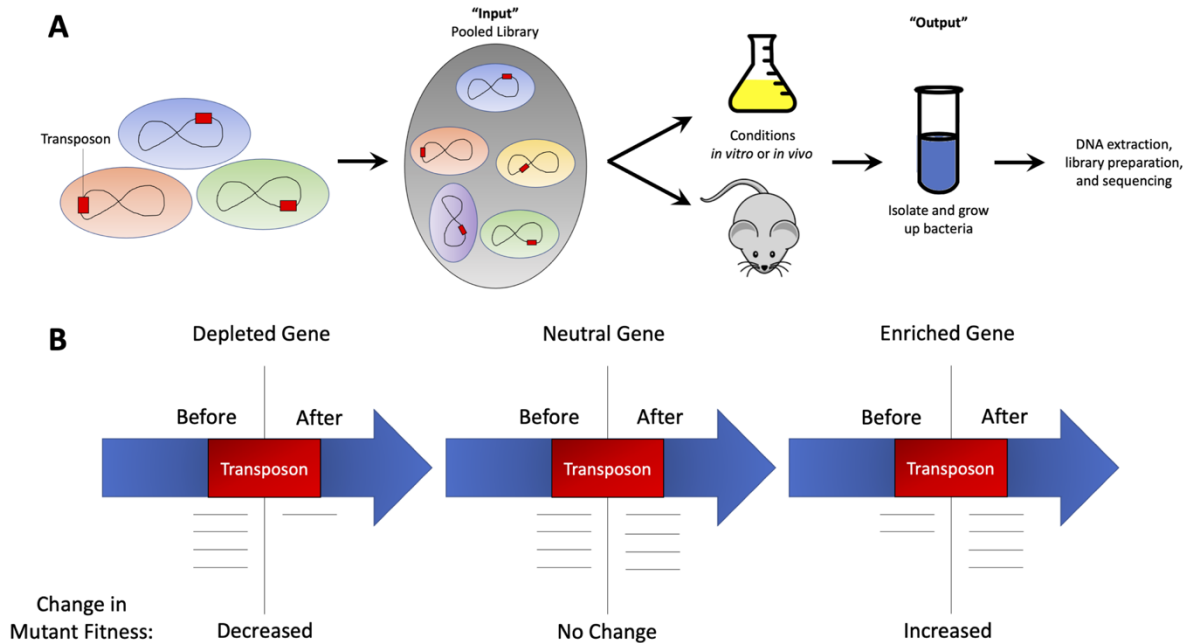 A
Transposon
“Input”
Pooled Library
Conditions
in vitro or in vivo
“Output”
Isolate and grow
up bacteria
DNA extraction,
library preparation,
and sequencing
B
Depleted Gene
Neutral Gene
Enriched Gene
Before
After
Before
After
Before
After
Transposon
Transposon
Transposon
Change in
Mutant Fitness:
Decreased
No Change
Increased